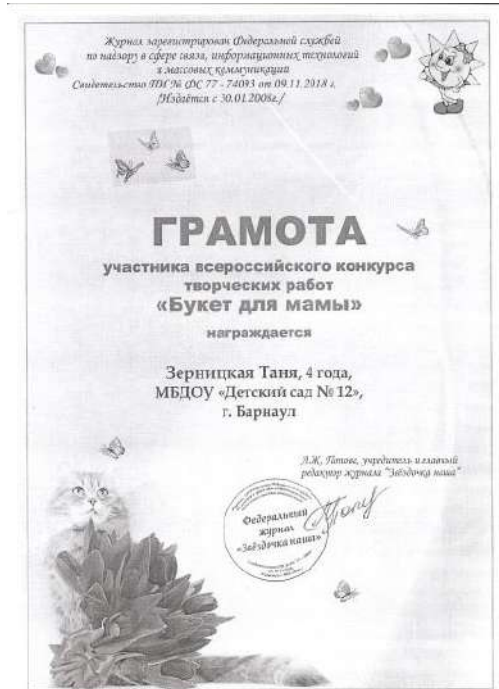 Журнал зарегистрирован Федеральной службей
по надзору в сфере связи, информационных технологий
и массовых коммуникаций
Свидетельство ПИ № ФС 77 - 74093 от 09.11.2018 г.
/Издаётся с 30.01.2008г./
ГРАМОТА
участника всероссийского конкурса
творческих работ
«Букет для мамы»
награждается
Зерницкая Таня, 4 года,
МБДОУ «Детский сад № 12»,
г. Барнаул
учредитель и главный
редактор журнала "Звёздочка наша"
Федеральный
журнал
«Звёздочка наша»